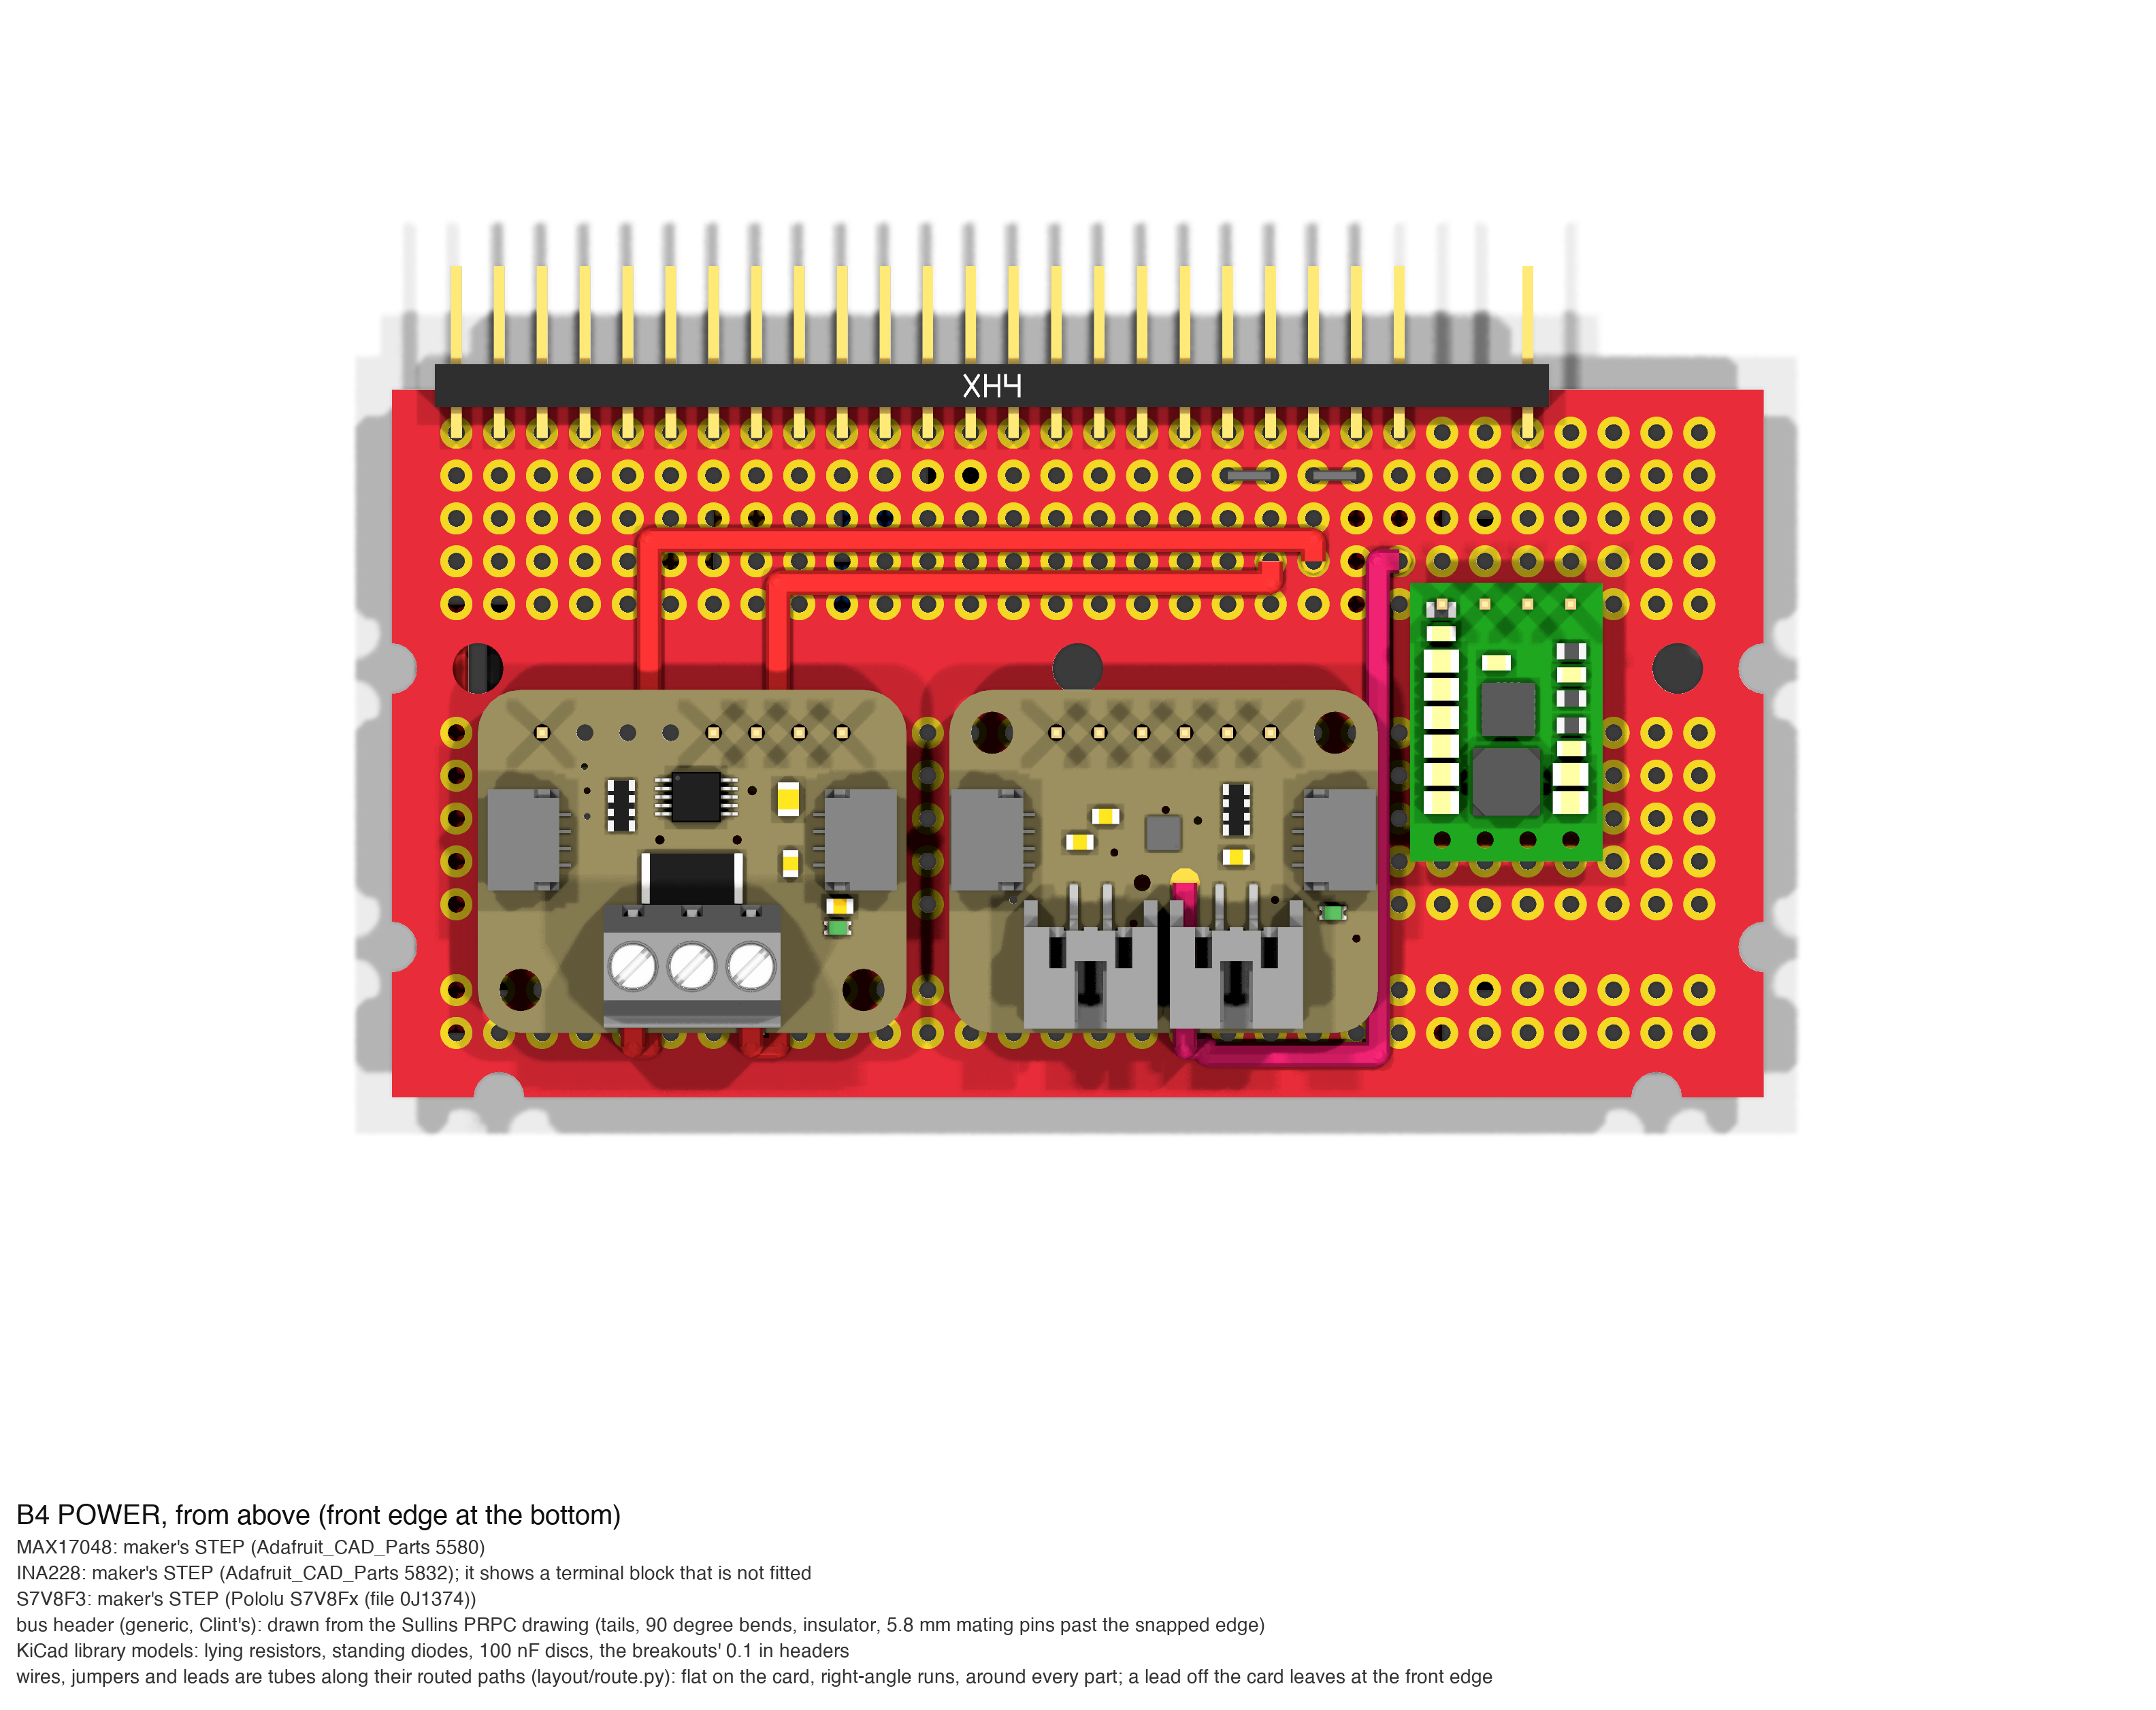 XH4
B4 POWER, from above (front edge at the bottom)
MAX17048: maker's STEP (Adafruit_CAD_Parts 5580)
INA228: maker's STEP (Adafruit_CAD_Parts 5832); it shows a terminal block that is not fitted
S7V8F3: maker's STEP (Pololu S7V8Fx (file 0J1374))
bus header (generic, Clint's): drawn from the Sullins PRPC drawing (tails, 90 degree bends, insulator, 5.8 mm mating pins past the snapped edge)
KiCad library models: lying resistors, standing diodes, 100 nF discs, the breakouts' 0.1 in headers
wires, jumpers and leads are tubes along their routed paths (layout/route.py): flat on the card, right-angle runs, around every part; a lead off the card leaves at the front edge